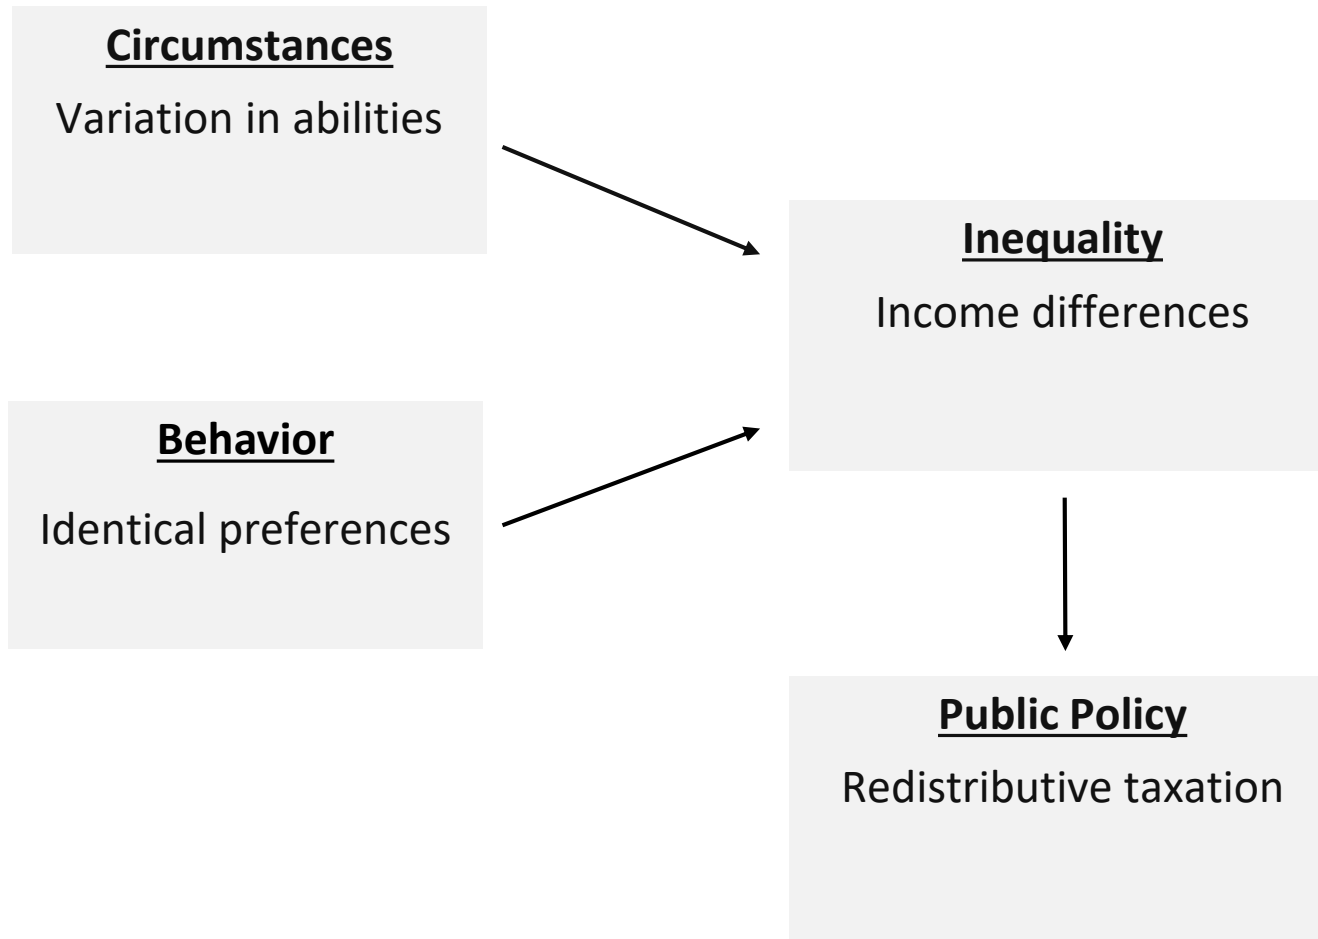 Circumstances
Variation in abilities
Inequality
Income differences
Behavior
Identical preferences
Public Policy
Redistributive taxation